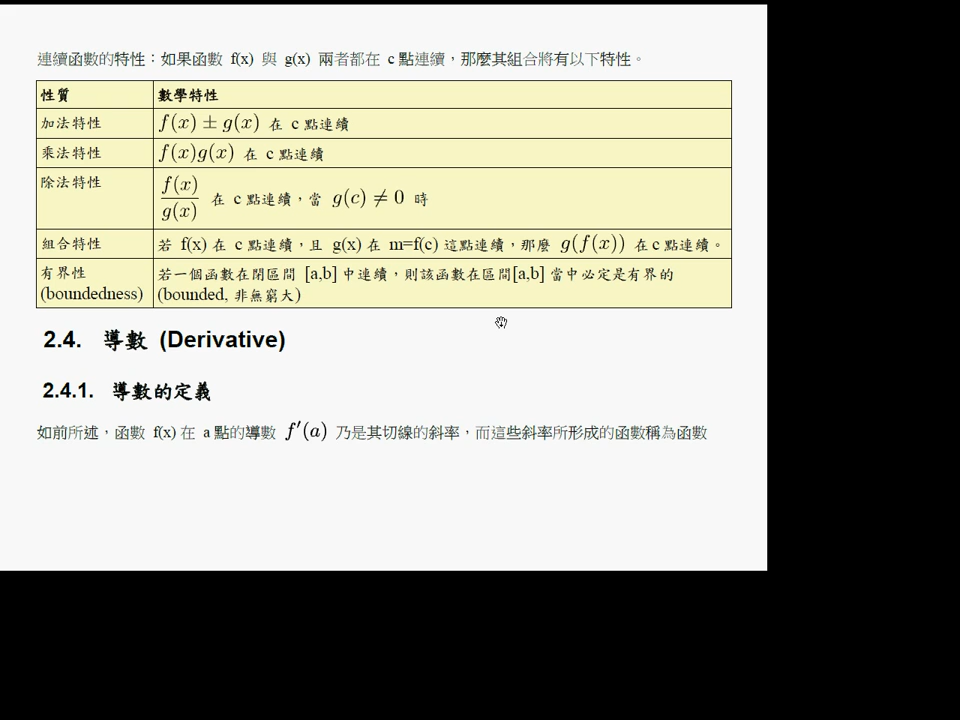 連續函數的特性：如果函數 f(x) 與 g(x) 兩者都在 c 點連續，那麼其組合將有以下特性。
性質 數學特性
加法特性 f(x) ± g(x) 在 c 點連續
乘法特性 f(x)g(x) 在 c 點連續
除法特性 f(x)/g(x) 在 c 點連續，當 g(c) ≠ 0 時
組合特性 若 f(x) 在 c 點連續，且 g(x) 在 m=f(c) 這點連續，那麼 g(f(x)) 在 c 點連續。
有界性 若一個函數在閉區間 [a,b] 中連續，則該函數在區間[a,b] 當中必定是有界的
(boundedness) (bounded, 非無窮大)
2.4. 導數 (Derivative)
2.4.1. 導數的定義
如前所述，函數 f(x) 在 a 點的導數 f′(a) 乃是其切線的斜率，而這些斜率所形成的函數稱為函數